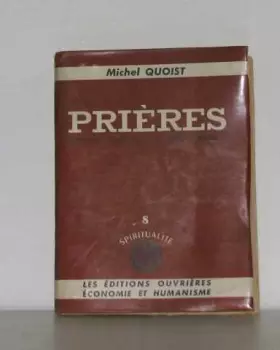 Michel QUOIST
PRIÈRES
8
SPIRITUALITÉ
LES ÉDITIONS OUVRIÈRES
ÉCONOMIE ET HUMANISME